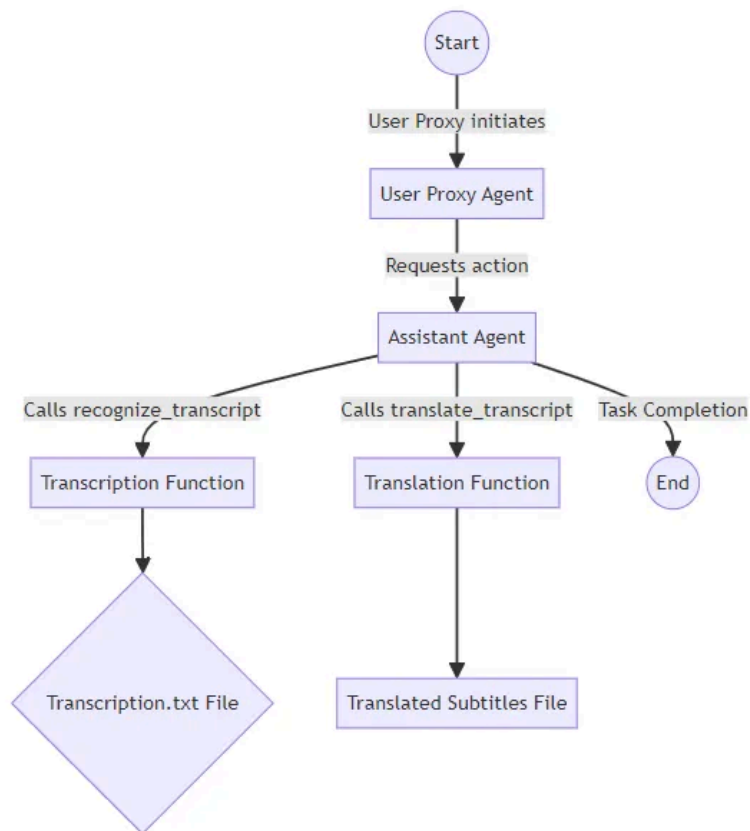 Start
User Proxy initiates
User Proxy Agent
Requests action
Assistant Agent
Calls recognize_transcript
Calls translate_transcript
Task Completion
Transcription Function
Translation Function
End
Transcription.txt File
Translated Subtitles File